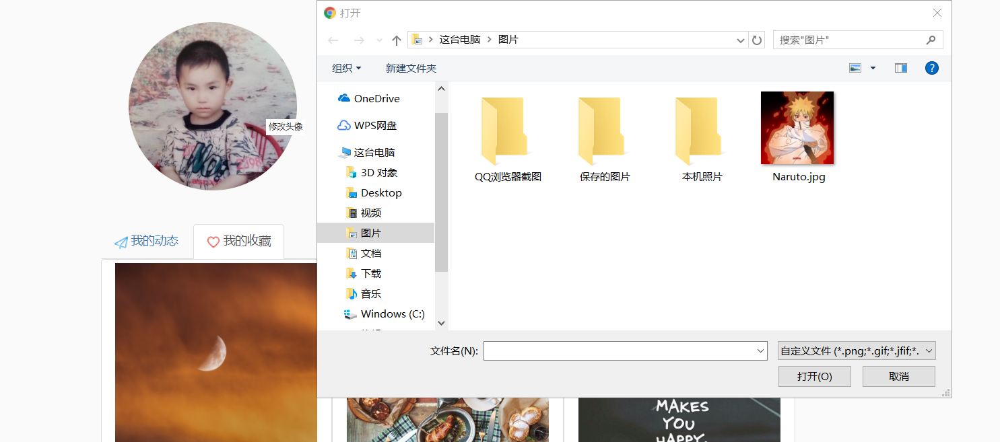 修改头像
我的动态
我的收藏
打开
这台电脑
图片
搜索"图片"
组织
新建文件夹
?
OneDrive
WPS网盘
这台电脑
3D 对象
Desktop
视频
图片
文档
下载
音乐
Windows (C:)
QQ浏览器截图
保存的图片
本机照片
Naruto.jpg
文件名(N):
自定义文件 (*.png;*.gif;*.jfif;*.
打开(O)
取消
MAKES
YOU
HAPPY.